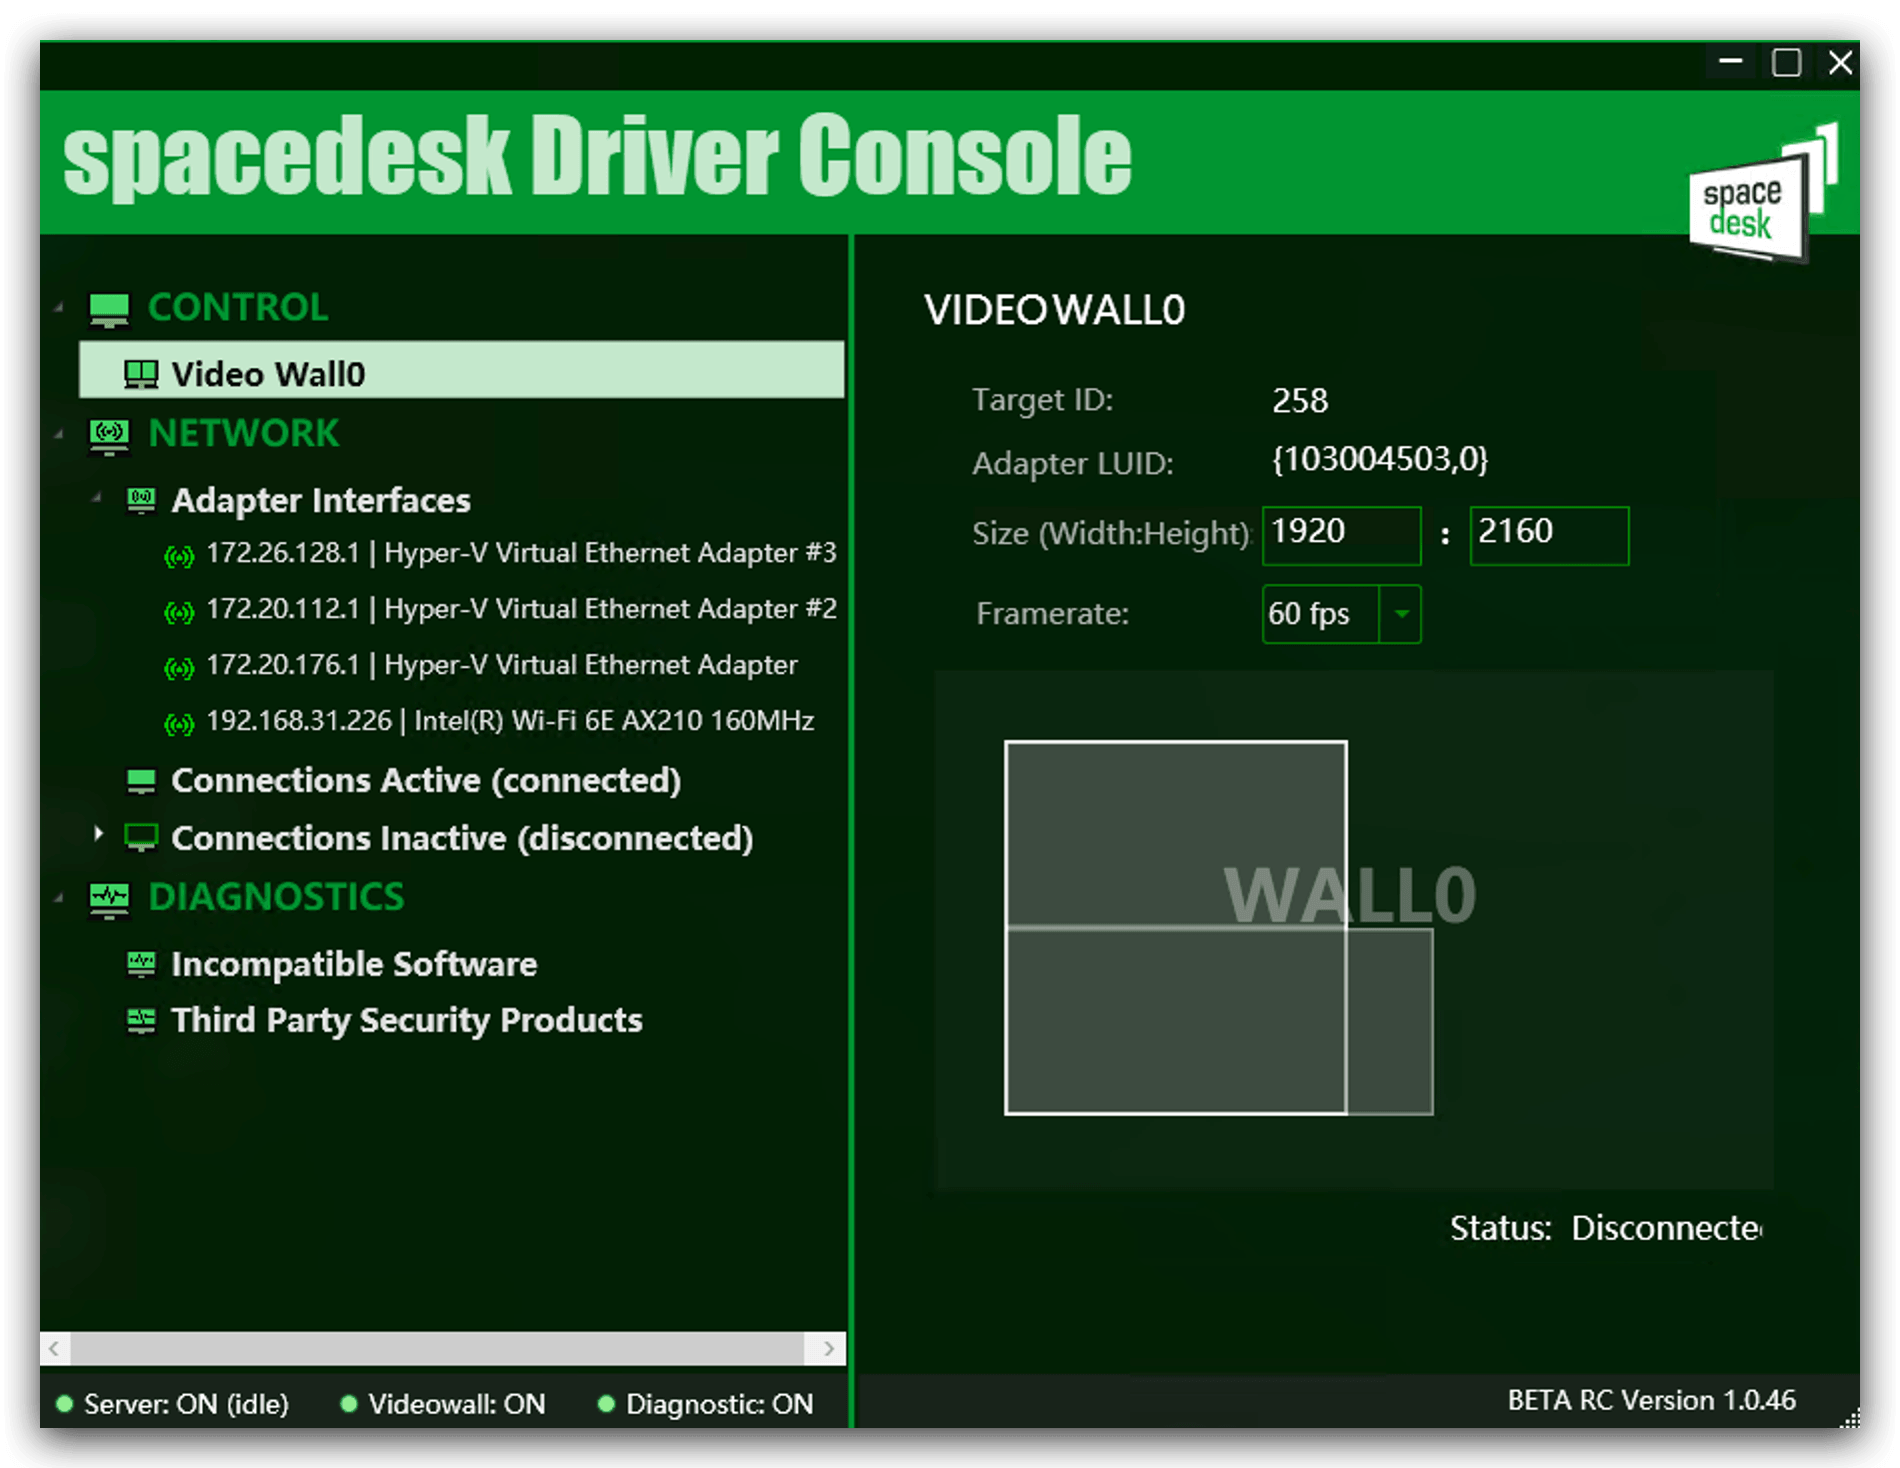 spacedesk Driver Console
space
desk
CONTROL
Video Wall0
NETWORK
Adapter Interfaces
172.26.128.1 | Hyper-V Virtual Ethernet Adapter #3
172.20.112.1 | Hyper-V Virtual Ethernet Adapter #2
172.20.176.1 | Hyper-V Virtual Ethernet Adapter
192.168.31.226 | Intel(R) Wi-Fi 6E AX210 160MHz
Connections Active (connected)
Connections Inactive (disconnected)
DIAGNOSTICS
Incompatible Software
Third Party Security Products
VIDEOWALL0
Target ID: 258
Adapter LUID: {103004503,0}
Size (Width:Height): 1920 : 2160
Framerate: 60 fps
WALL0
Status: Disconnecte
Server: ON (idle) Videowall: ON Diagnostic: ON
BETA RC Version 1.0.46